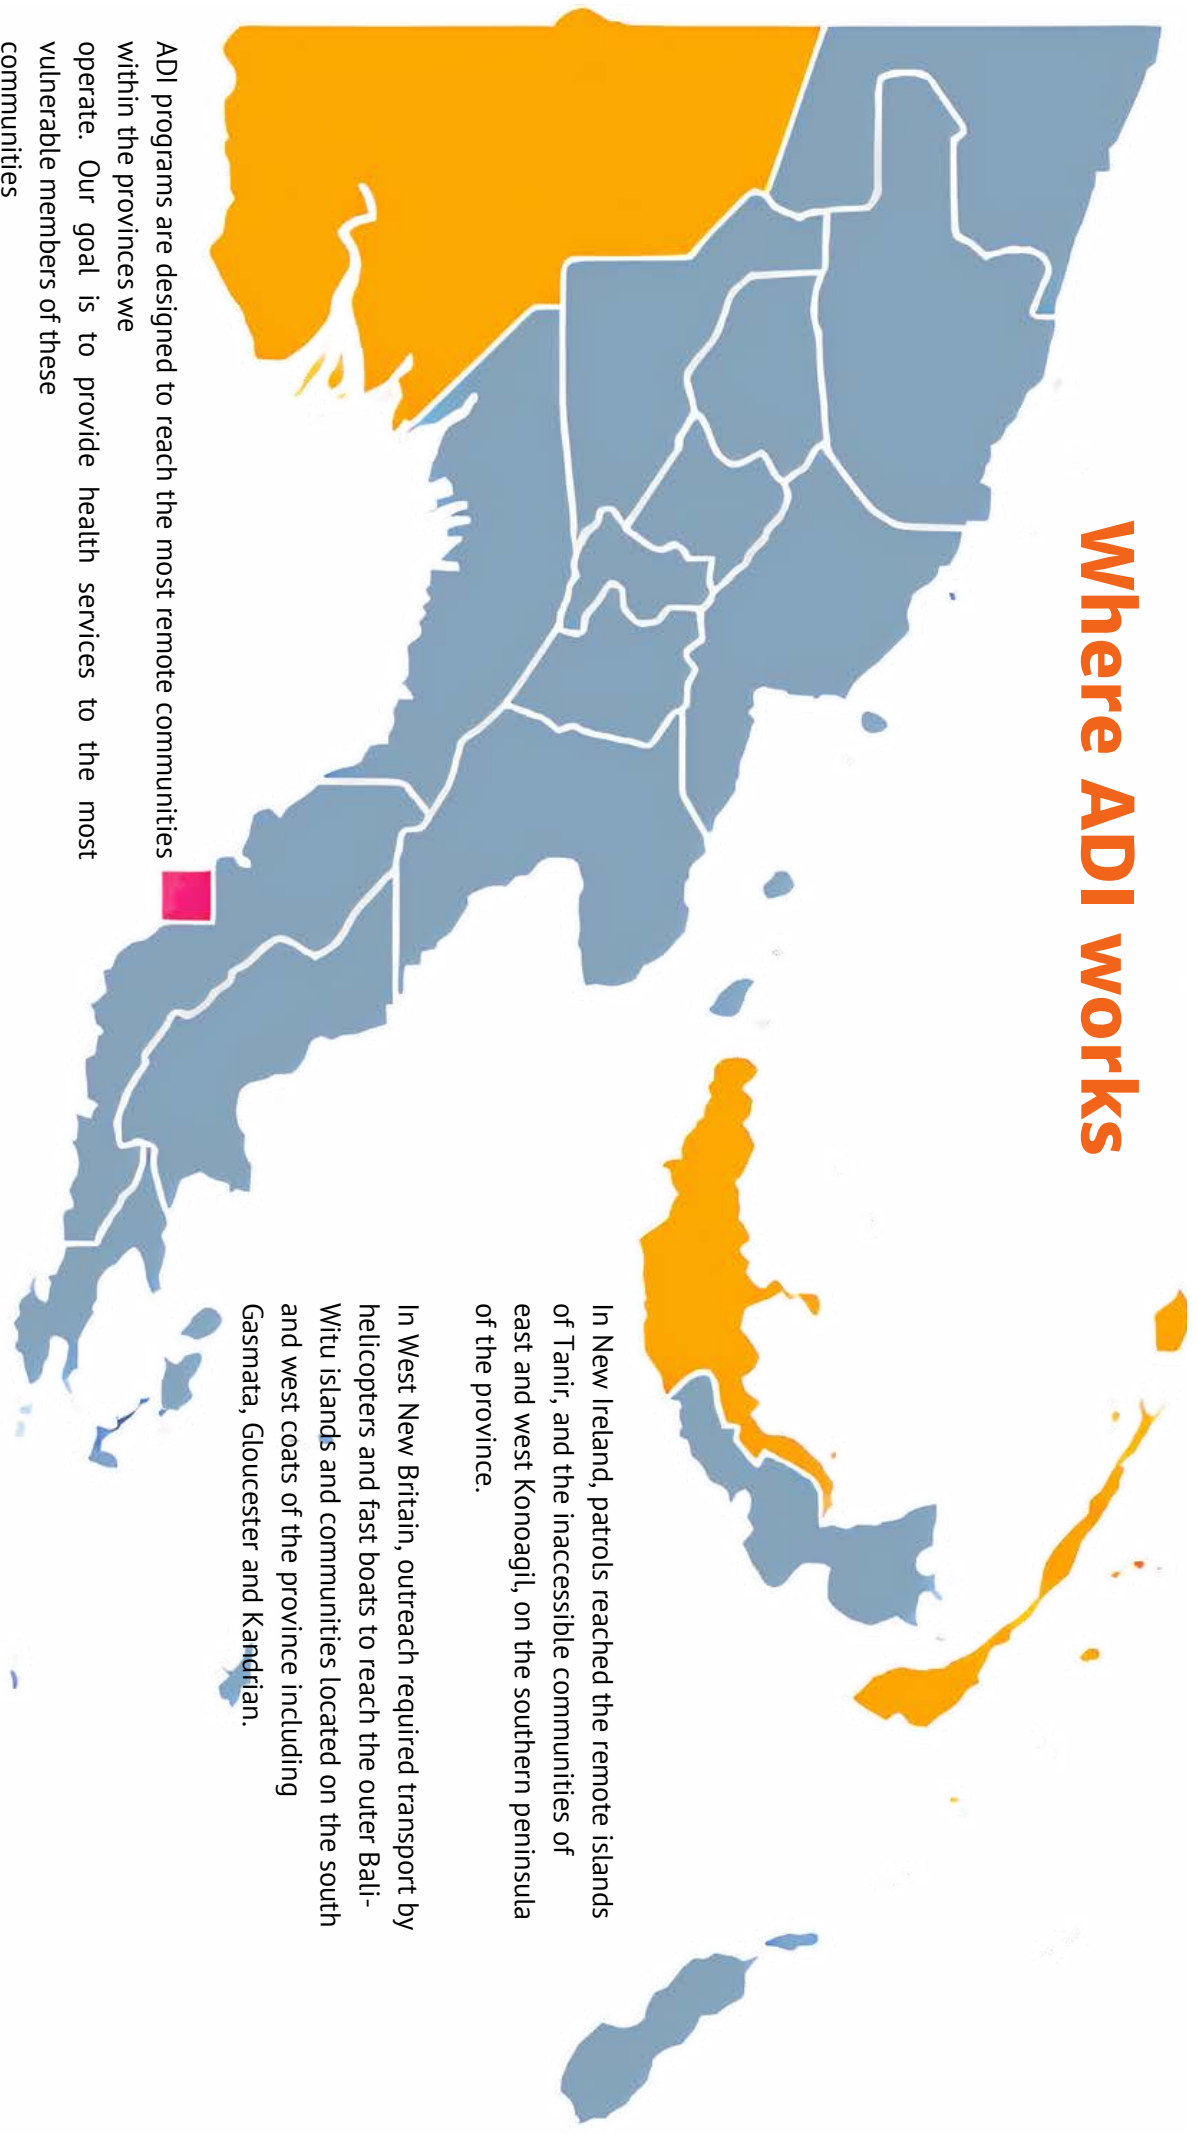 Where ADI works
In New Ireland, patrols reached the remote islands
of Tanir, and the inaccessible communities of
east and west Konoagil, on the southern peninsula
of the province.
In West New Britain, outreach required transport by
helicopters and fast boats to reach the outer Bali-
Witu islands and communities located on the south
and west coats of the province including
Gasmata, Gloucester and Kandrian.
ADI programs are designed to reach the most remote communities
within the provinces we
operate. Our goal is to provide health services to the most
vulnerable members of these
communities